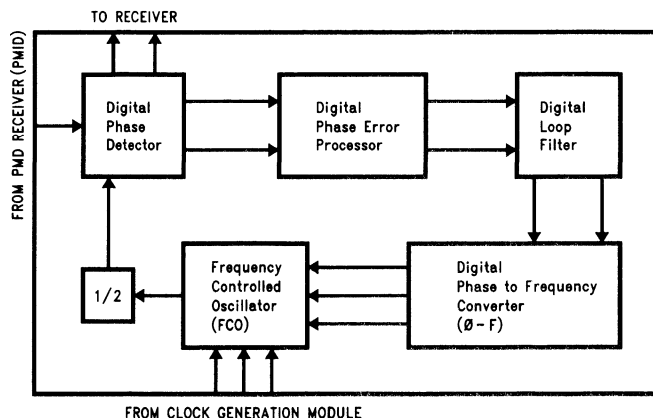 TO RECEIVER
FROM PMD RECEIVER (PMID)
Digital
Phase
Detector
Digital
Phase Error
Processor
Digital
Loop
Filter
1/2
Frequency
Controlled
Oscillator
(FCO)
Digital
Phase to Frequency
Converter
(Ø-F)
FROM CLOCK GENERATION MODULE